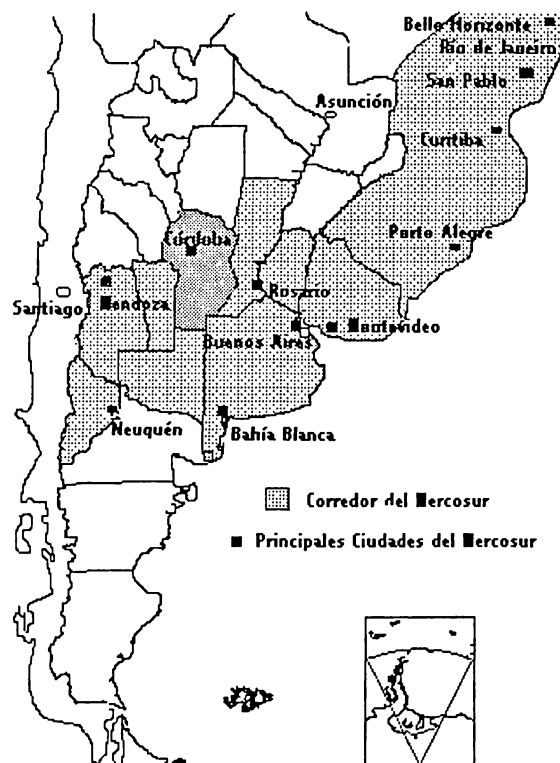 Bello Horizonte
Río de Janeiro
San Pablo
Asunción
Curitiba
Porto Alegre
Córdoba
Rosario
Mendoza
Santiago
Montevideo
Buenos Aires
Neuquén
Bahía Blanca
Corredor del Mercosur
Principales Ciudades del Mercosur